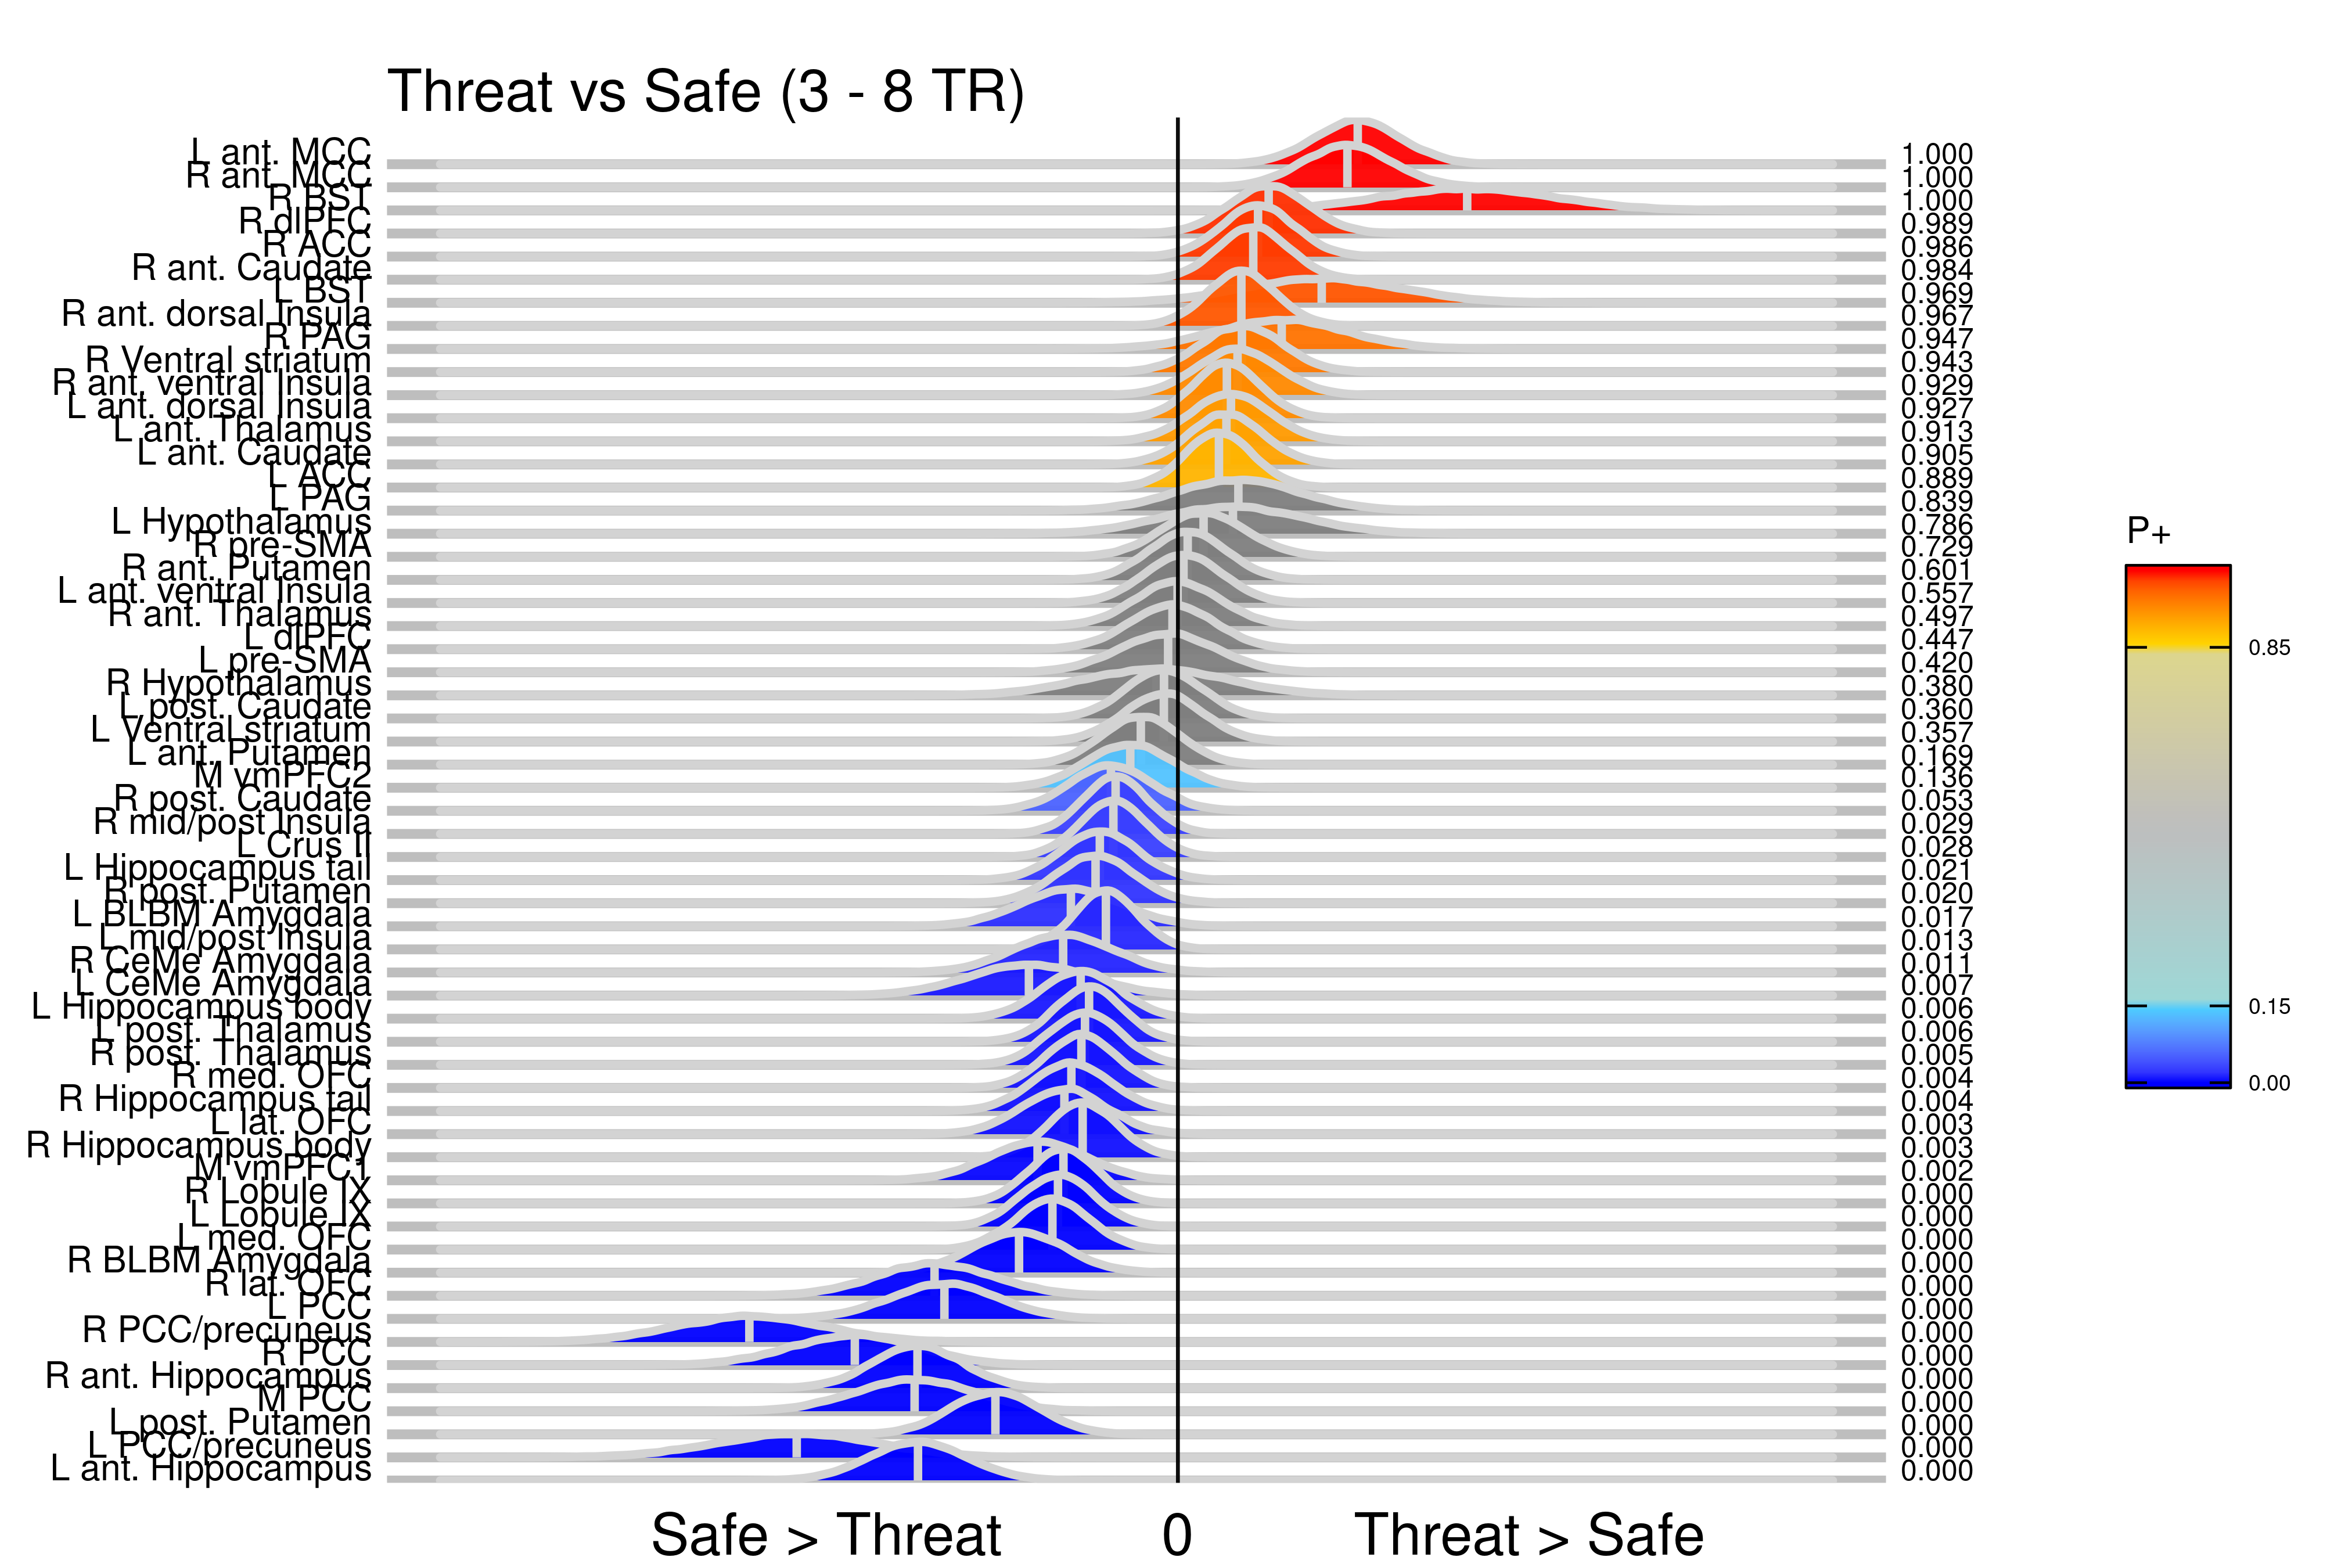 Threat vs Safe (3 - 8 TR)
L ant. MCC 1.000
R ant. MCC 1.000
R BST 1.000
R dlPFC 0.989
R ACC 0.986
R ant. Caudate 0.984
L BST 0.969
R ant. dorsal Insula 0.967
R PAG 0.947
R Ventral striatum 0.943
R ant. ventral Insula 0.929
L ant. dorsal Insula 0.927
L ant. Thalamus 0.913
L ant. Caudate 0.905
L ACC 0.889
L PAG 0.839
L Hypothalamus 0.786
R pre-SMA 0.729
R ant. Putamen 0.601
L ant. ventral Insula 0.557
R ant. Thalamus 0.497
L dlPFC 0.447
L pre-SMA 0.420
R Hypothalamus 0.380
L post. Caudate 0.360
L Ventral striatum 0.357
L ant. Putamen 0.169
M vmPFC2 0.136
R post. Caudate 0.053
R mid/post Insula 0.029
L Crus II 0.028
L Hippocampus tail 0.021
R post. Putamen 0.020
L BLBM Amygdala 0.017
L mid/post Insula 0.013
R CeMe Amygdala 0.011
L CeMe Amygdala 0.007
L Hippocampus body 0.006
L post. Thalamus 0.006
R post. Thalamus 0.005
R med. OFC 0.004
R Hippocampus tail 0.004
L lat. OFC 0.003
R Hippocampus body 0.003
M vmPFC1 0.002
R Lobule IX 0.000
L Lobule IX 0.000
L med. OFC 0.000
R BLBM Amygdala 0.000
R lat. OFC 0.000
L PCC 0.000
R PCC/precuneus 0.000
R PCC 0.000
R ant. Hippocampus 0.000
M PCC 0.000
L post. Putamen 0.000
L PCC/precuneus 0.000
L ant. Hippocampus 0.000
Safe > Threat 0 Threat > Safe
P+
0.85
0.15
0.00